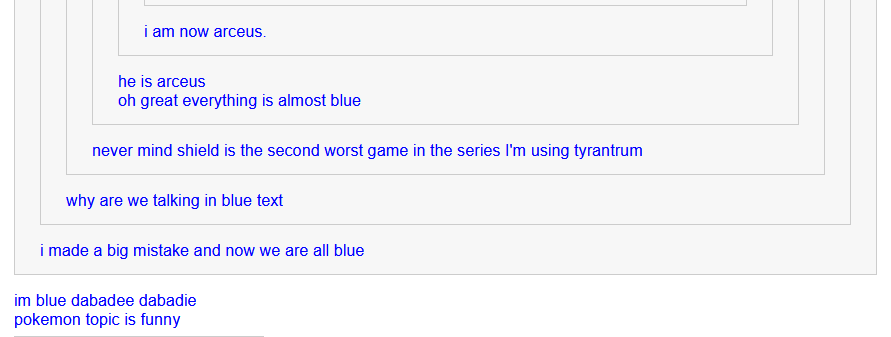 i am now arceus.
he is arceus
oh great everything is almost blue
never mind shield is the second worst game in the series I'm using tyrantrum
why are we talking in blue text
i made a big mistake and now we are all blue
im blue dabadee dabadie
pokemon topic is funny